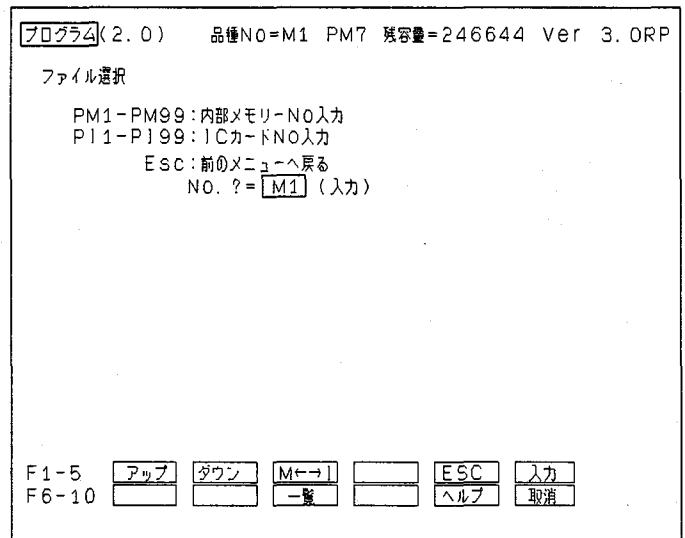 プログラム(2.0) 品種NO=M1 PM7 残容量=246644 Ver 3.0RP
ファイル選択
PM1-PM99:内部メモリーNO入力
PI1-PI99:ICカードNO入力
ESC:前のメニューへ戻る
NO.?=M1 (入力)
F1-5 アップ ダウン M←→I ESC 入力
F6-10 一覧 ヘルプ 取消